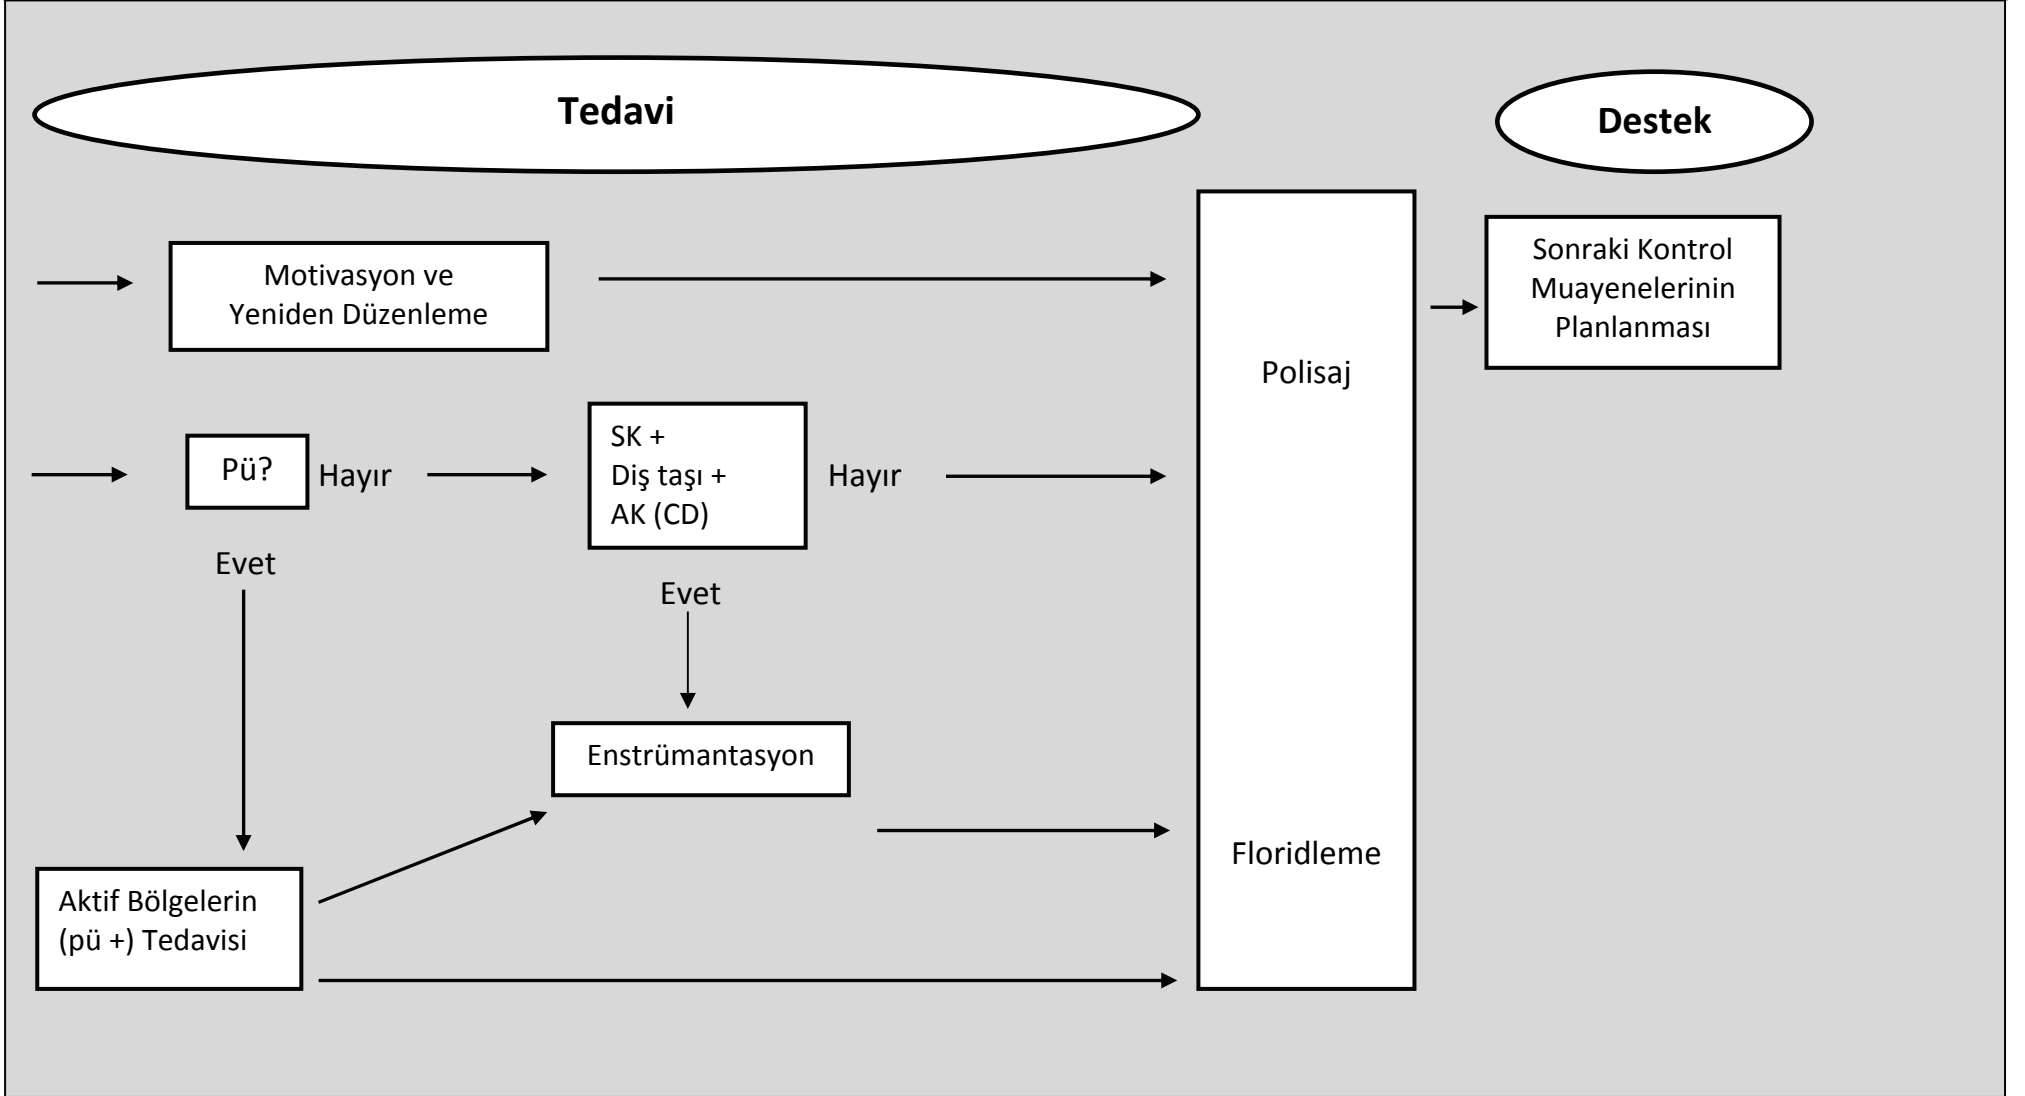 Tedavi
Destek
Motivasyon ve
Yeniden Düzenleme
Sonraki Kontrol
Muayenelerinin
Planlanması
Polisaj
Pü?
Hayır
SK +
Diş taşı +
AK (CD)
Hayır
Evet
Evet
Enstrümantasyon
Floridleme
Aktif Bölgelerin
(pü +) Tedavisi